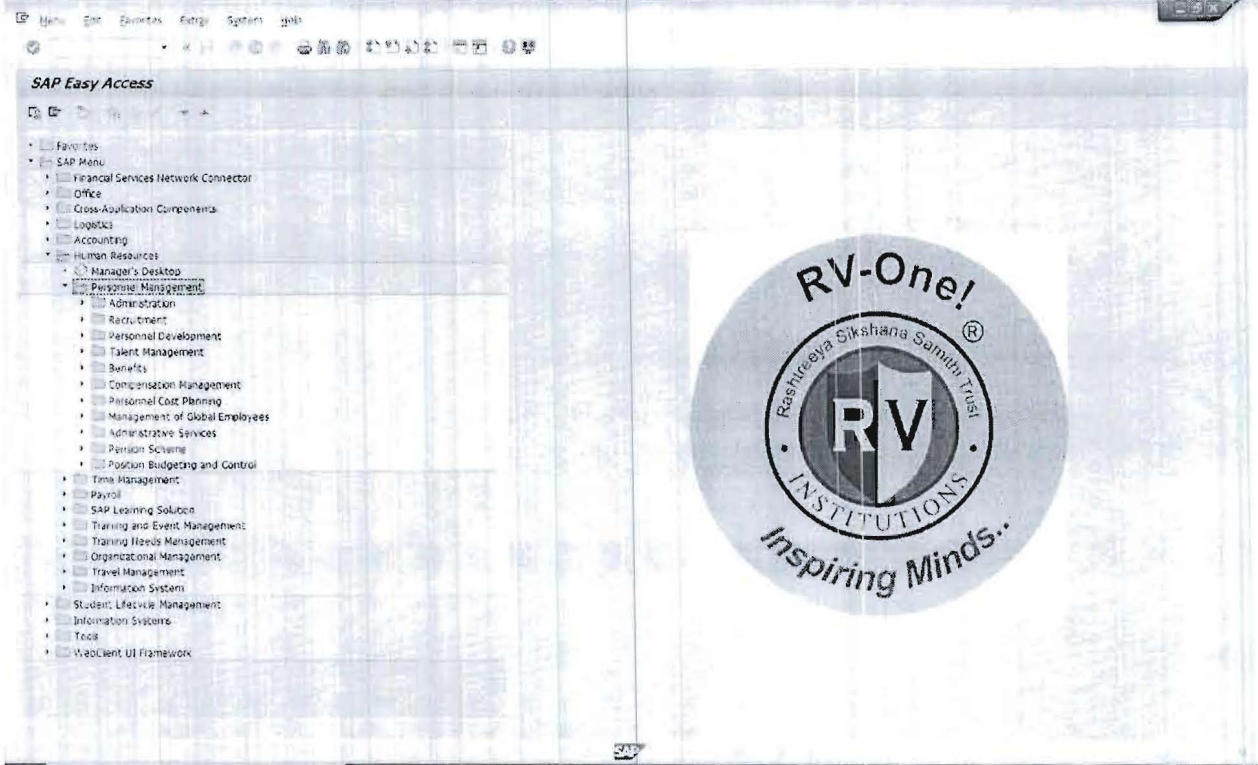 Menu Edit Favorites Extras System Help
SAP Easy Access
Favorites
SAP Menu
Financial Services Network Connector
Office
Cross-Application Components
Logistics
Accounting
Human Resources
Manager's Desktop
Personnel Management
Administration
Recruitment
Personnel Development
Talent Management
Benefits
Compensation Management
Personnel Cost Planning
Management of Global Employees
Administrative Services
Pension Scheme
Position Budgeting and Control
Time Management
Payroll
SAP Learning Solution
Training and Event Management
Training Needs Management
Organizational Management
Travel Management
Information System
Student Lifecycle Management
Information Systems
Tools
WebClient UI Framework
RV-One!
®
Rashtreeya Sikshana Samithi Trust
RV
INSTITUTIONS
Inspiring Minds..
SAP